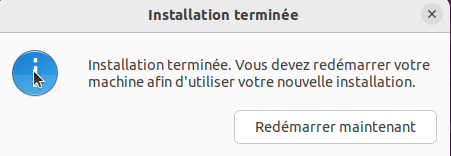 Installation terminée
Installation terminée. Vous devez redémarrer votre
machine afin d'utiliser votre nouvelle installation.
Redémarrer maintenant